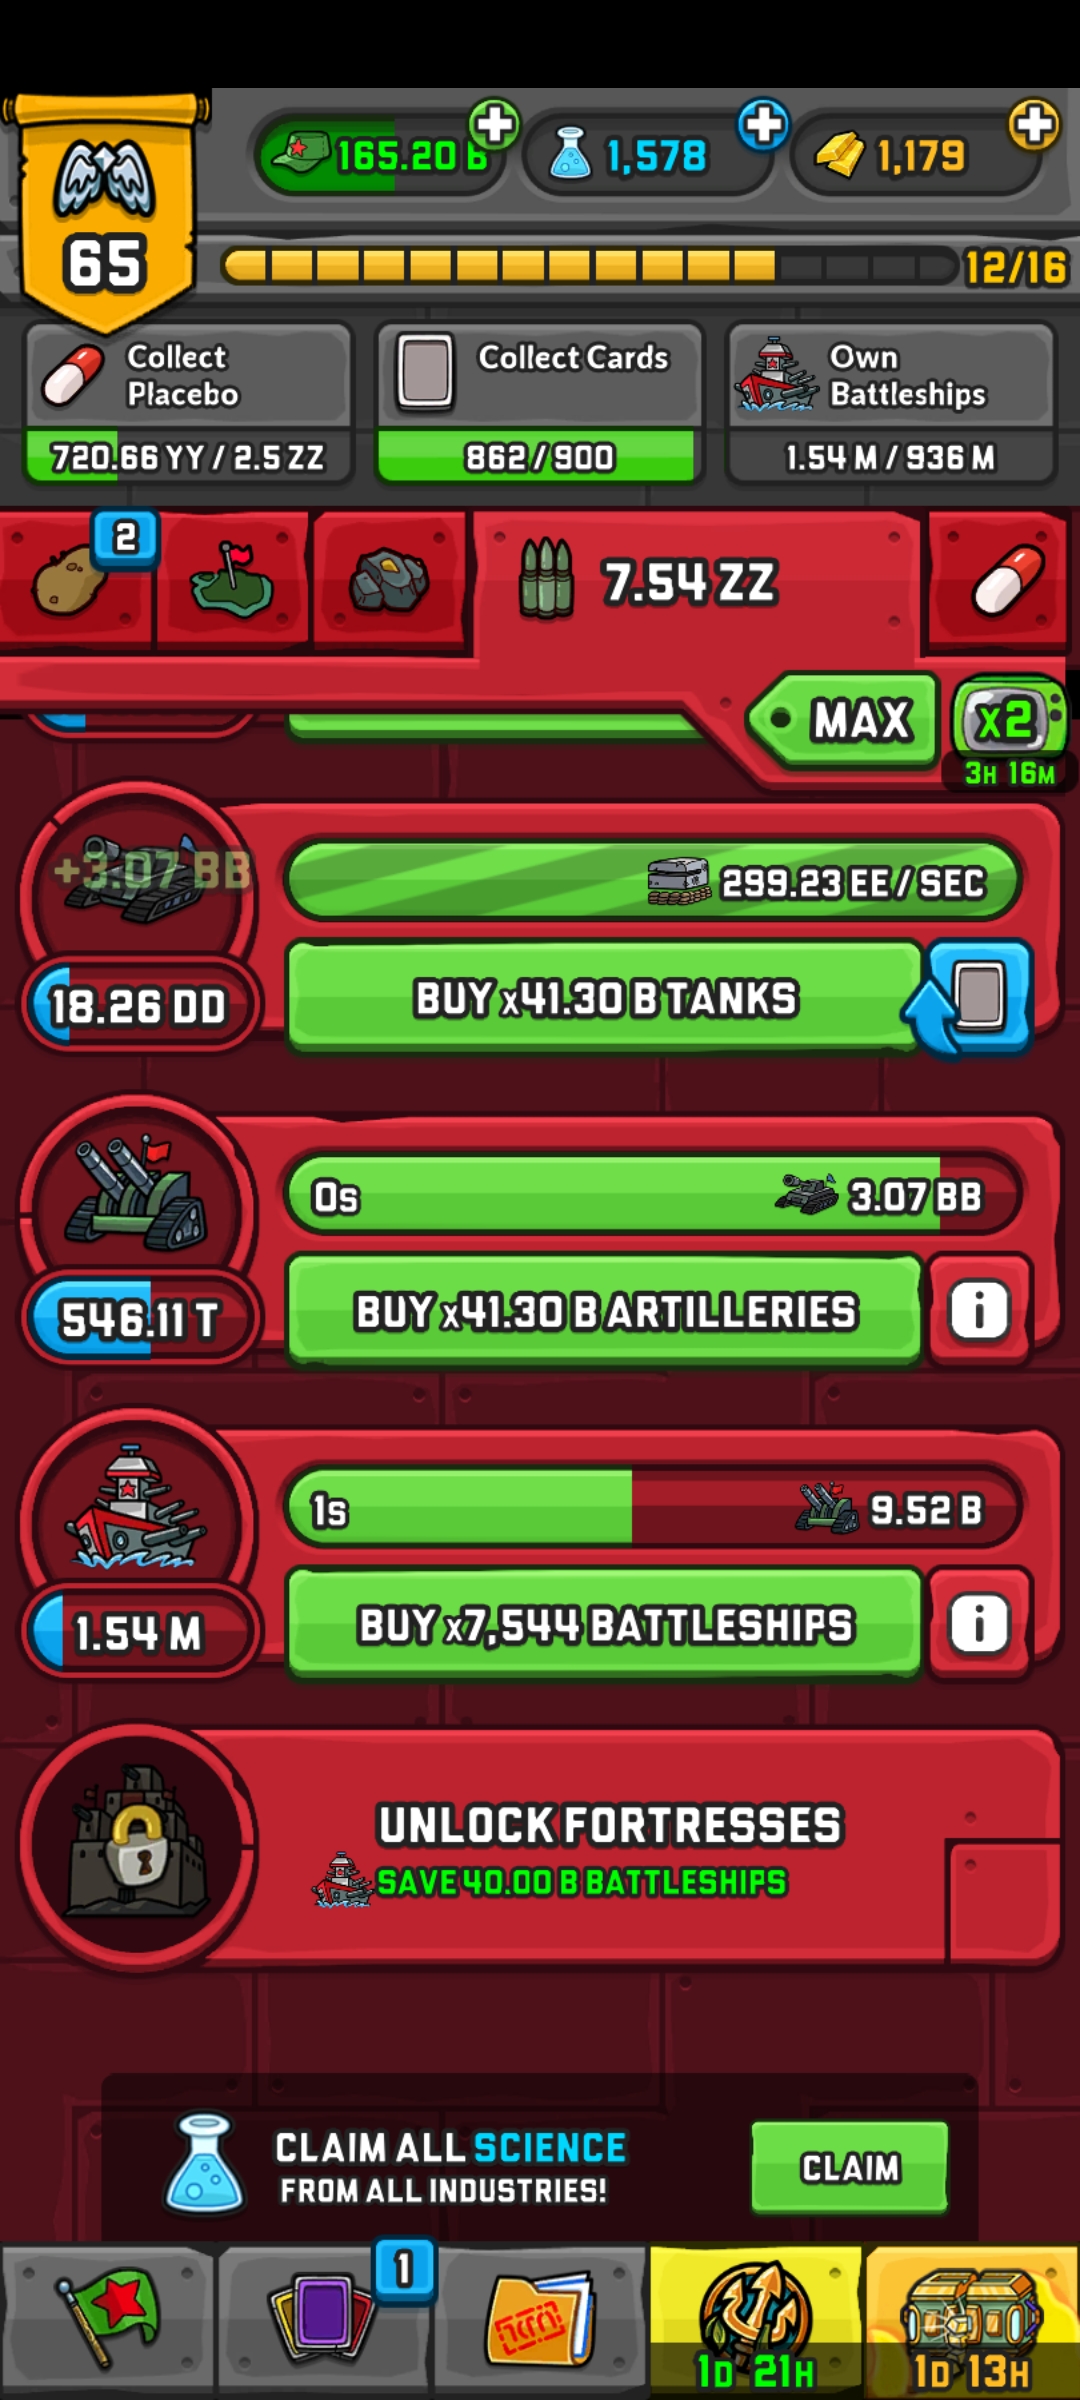 165.20 B
1,578
1,179
65
12/16
Collect Placebo
720.66 YY / 2.5 ZZ
Collect Cards
862/900
Own Battleships
1.54 M / 936 M
2
7.54 ZZ
MAX
x2
3H 16M
+3.07 BB
299.23 EE / SEC
18.26 DD
BUY x41.30 B TANKS
0s
3.07 BB
546.11 T
BUY x41.30 B ARTILLERIES
i
1s
9.52 B
1.54 M
BUY x7,544 BATTLESHIPS
i
UNLOCK FORTRESSES
SAVE 40.00 B BATTLESHIPS
CLAIM ALL SCIENCE
FROM ALL INDUSTRIES!
CLAIM
1
1D 21H
1D 13H